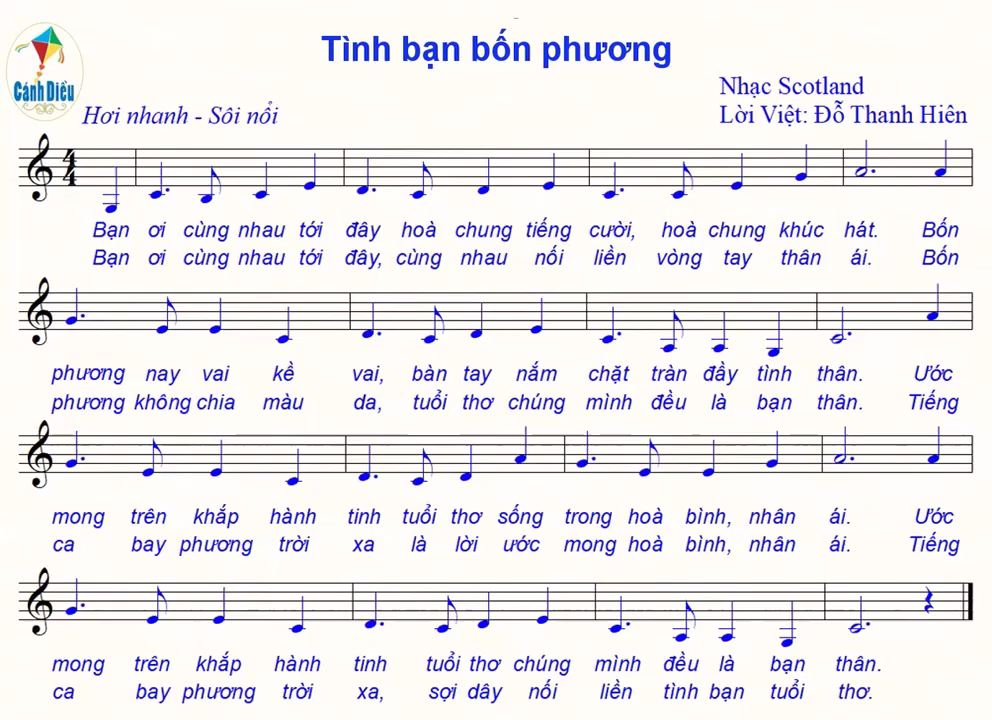 Cánh Diều
Tình bạn bốn phương
Nhạc Scotland
Hơi nhanh - Sôi nổi
Lời Việt: Đỗ Thanh Hiên
4
4
Bạn ơi cùng nhau tới đây hoà chung tiếng cười, hoà chung khúc hát. Bốn
Bạn ơi cùng nhau tới đây, cùng nhau nối liền vòng tay thân ái. Bốn
phương nay vai kề vai, bàn tay nắm chặt tràn đầy tình thân. Ước
phương không chia màu da, tuổi thơ chúng mình đều là bạn thân. Tiếng
mong trên khắp hành tinh tuổi thơ sống trong hoà bình, nhân ái. Ước
ca bay phương trời xa là lời ước mong hoà bình, nhân ái. Tiếng
mong trên khắp hành tinh tuổi thơ chúng mình đều là bạn thân.
ca bay phương trời xa, sợi dây nối liền tình bạn tuổi thơ.